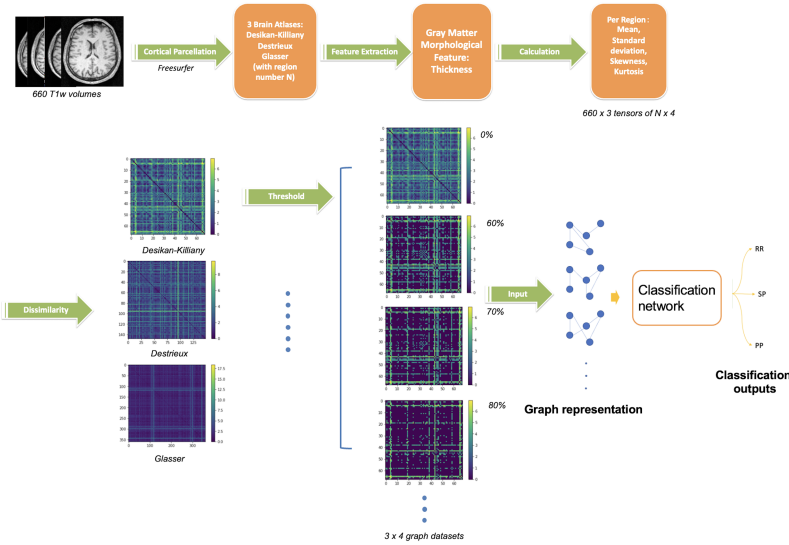 3 Brain Atlases:
Desikan-Killiany
Destrieux
Glasser
(with region
number N)
Gray Matter
Morphological
Feature:
Thickness
Per Region:
Mean,
Standard
deviation,
Skewness,
Kurtosis
Cortical Parcellation
Freesurfer
Feature Extraction
Calculation
660 T1w volumes
660 x 3 tensors of N x 4
0%
60%
70%
80%
Threshold
Desikan-Killiany
Dissimilarity
Destrieux
Glasser
Input
Classification
network
RR
SP
PP
Classification
outputs
Graph representation
3 x 4 graph datasets